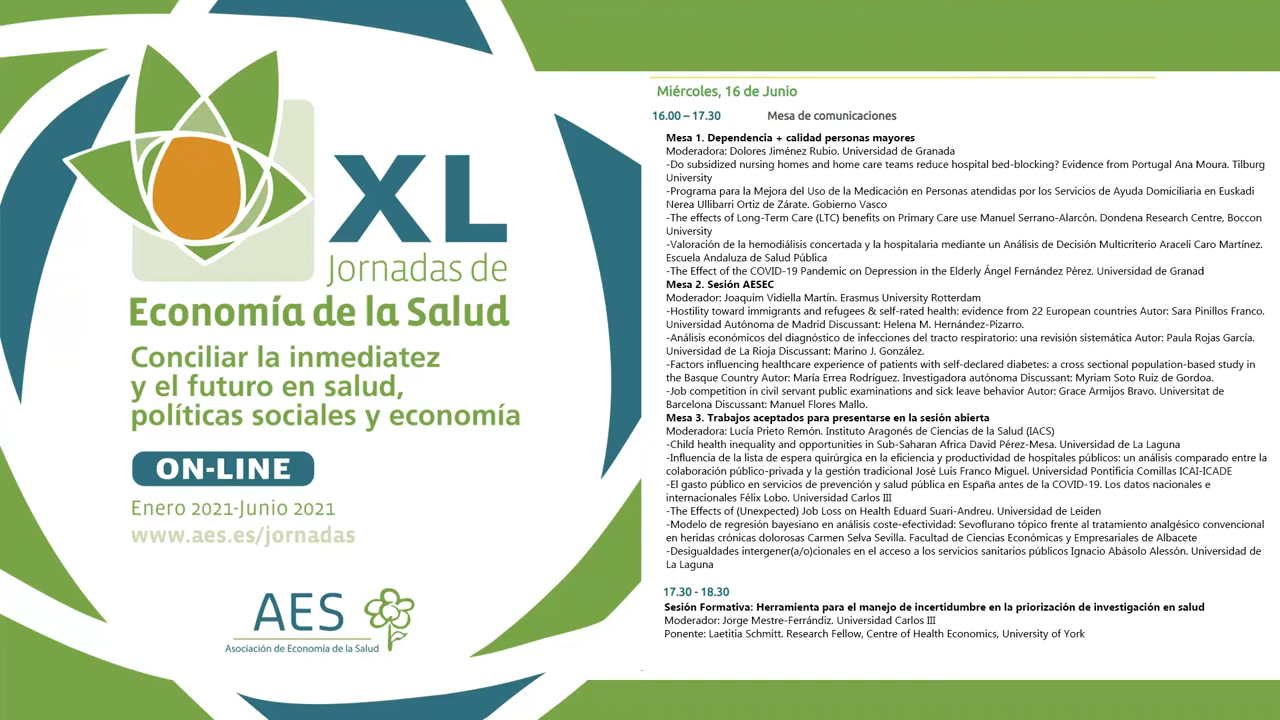 XL
Jornadas de
Economía de la Salud
Conciliar la inmediatez
y el futuro en salud,
políticas sociales y economía
ON-LINE
Enero 2021-Junio 2021
www.aes.es/jornadas
AES
Asociación de Economía de la Salud
Miércoles, 16 de Junio
16.00 – 17.30 Mesa de comunicaciones
Mesa 1. Dependencia + calidad personas mayores
Moderadora: Dolores Jiménez Rubio. Universidad de Granada
-Do subsidized nursing homes and home care teams reduce hospital bed-blocking? Evidence from Portugal Ana Moura. Tilburg
University
-Programa para la Mejora del Uso de la Medicación en Personas atendidas por los Servicios de Ayuda Domiciliaria en Euskadi
Nerea Ullibarri Ortiz de Zárate. Gobierno Vasco
-The effects of Long-Term Care (LTC) benefits on Primary Care use Manuel Serrano-Alarcón. Dondena Research Centre, Boccon
University
-Valoración de la hemodiálisis concertada y la hospitalaria mediante un Análisis de Decisión Multicriterio Araceli Caro Martínez.
Escuela Andaluza de Salud Pública
-The Effect of the COVID-19 Pandemic on Depression in the Elderly Ángel Fernández Pérez. Universidad de Granad
Mesa 2. Sesión AESEC
Moderador: Joaquim Vidiella Martín. Erasmus University Rotterdam
-Hostility toward immigrants and refugees & self-rated health: evidence from 22 European countries Autor: Sara Pinillos Franco.
Universidad Autónoma de Madrid Discussant: Helena M. Hernández-Pizarro.
-Análisis económicos del diagnóstico de infecciones del tracto respiratorio: una revisión sistemática Autor: Paula Rojas García.
Universidad de La Rioja Discussant: Marino J. González.
-Factors influencing healthcare experience of patients with self-declared diabetes: a cross sectional population-based study in
the Basque Country Autor: María Errea Rodríguez. Investigadora autónoma Discussant: Myriam Soto Ruiz de Gordoa.
-Job competition in civil servant public examinations and sick leave behavior Autor: Grace Armijos Bravo. Universitat de
Barcelona Discussant: Manuel Flores Mallo.
Mesa 3. Trabajos aceptados para presentarse en la sesión abierta
Moderadora: Lucía Prieto Remón. Instituto Aragonés de Ciencias de la Salud (IACS)
-Child health inequality and opportunities in Sub-Saharan Africa David Pérez-Mesa. Universidad de La Laguna
-Influencia de la lista de espera quirúrgica en la eficiencia y productividad de hospitales públicos: un análisis comparado entre la
colaboración público-privada y la gestión tradicional José Luis Franco Miguel. Universidad Pontificia Comillas ICAI-ICADE
-El gasto público en servicios de prevención y salud pública en España antes de la COVID-19. Los datos nacionales e
internacionales Félix Lobo. Universidad Carlos III
-The Effects of (Unexpected) Job Loss on Health Eduard Suari-Andreu. Universidad de Leiden
-Modelo de regresión bayesiano en análisis coste-efectividad: Sevoflurano tópico frente al tratamiento analgésico convencional
en heridas crónicas dolorosas Carmen Selva Sevilla. Facultad de Ciencias Económicas y Empresariales de Albacete
-Desigualdades intergener(a/o)cionales en el acceso a los servicios sanitarios públicos Ignacio Abásolo Alessón. Universidad de
La Laguna
17.30 - 18.30
Sesión Formativa: Herramienta para el manejo de incertidumbre en la priorización de investigación en salud
Moderador: Jorge Mestre-Ferrándiz. Universidad Carlos III
Ponente: Laetitia Schmitt. Research Fellow, Centre of Health Economics, University of York